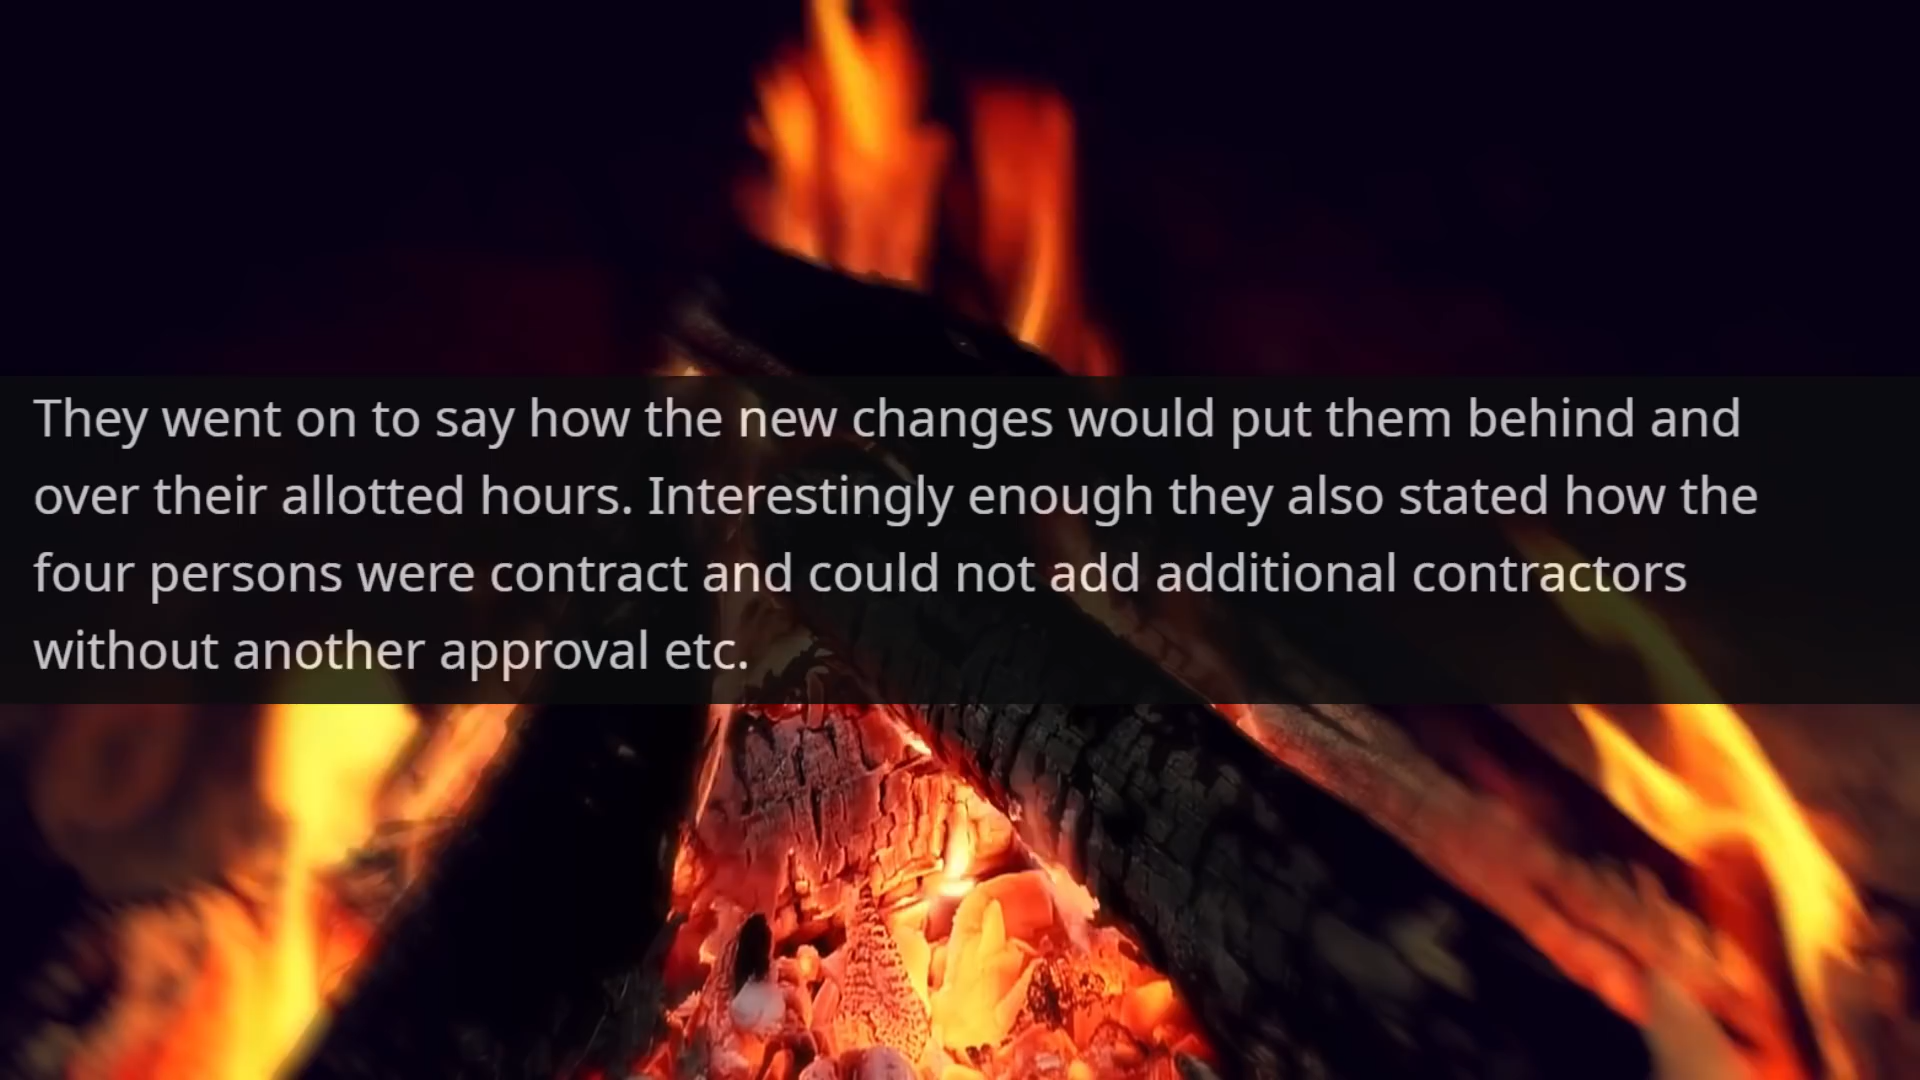 They went on to say how the new changes would put them behind and
over their allotted hours. Interestingly enough they also stated how the
four persons were contract and could not add additional contractors
without another approval etc.